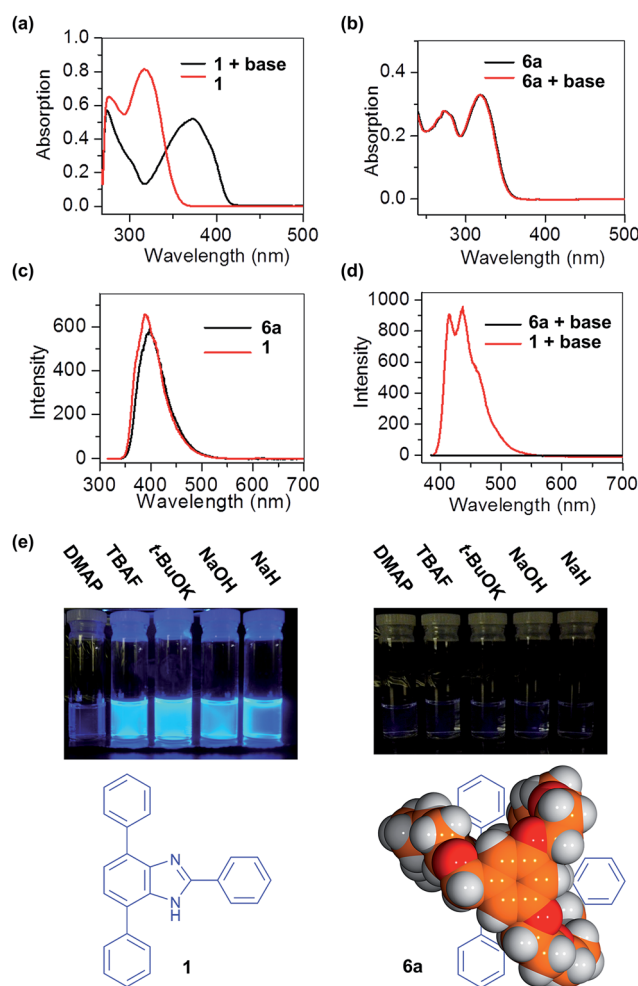 (a)
1 + base
1
Absorption
1.0
0.8
0.6
0.4
0.2
0.0
300
400
500
Wavelength (nm)
(b)
6a
6a + base
Absorption
0.4
0.2
0.0
300
400
500
Wavelength (nm)
(c)
6a
1
Intensity
600
400
200
0
300
400
500
600
700
Wavelength (nm)
(d)
6a + base
1 + base
Intensity
1000
800
600
400
200
0
400
500
600
700
Wavelength (nm)
(e)
DMAP
TBAF
t-BuOK
NaOH
NaH
DMAP
TBAF
t-BuOK
NaOH
NaH
N
N
H
1
6a